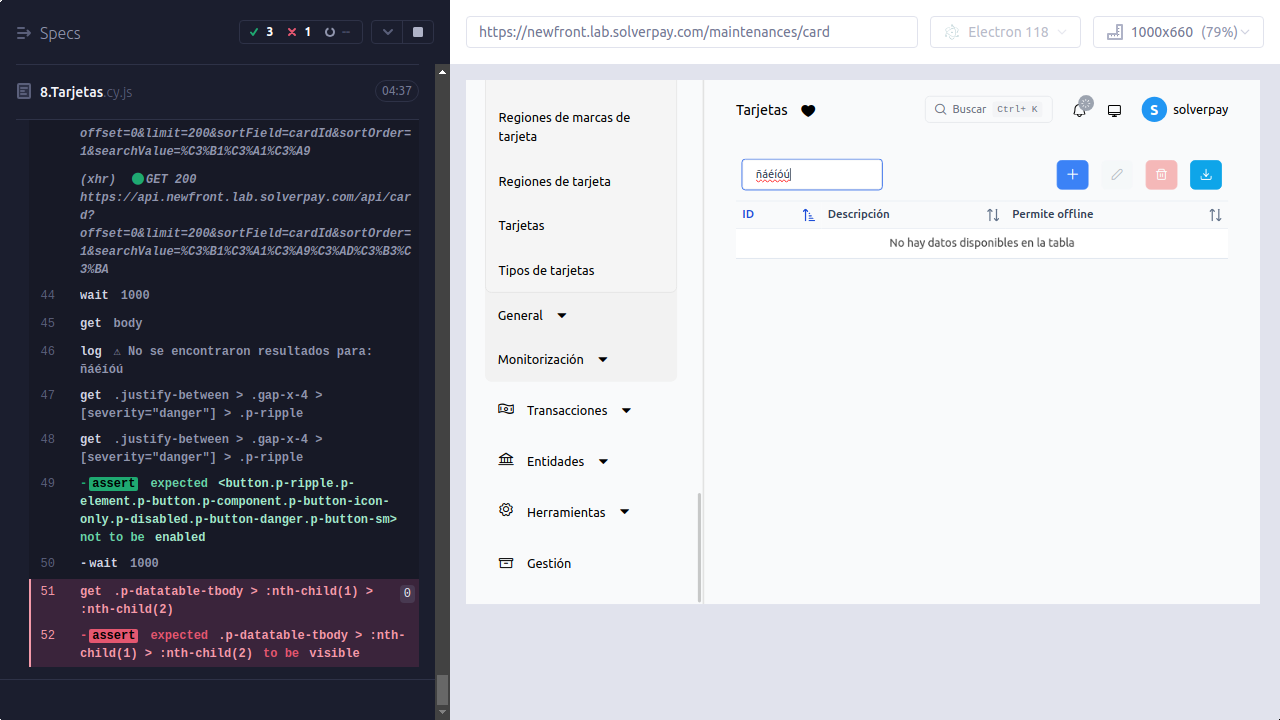 Specs
3
1
--
8.Tarjetas.cy.js
04:37
offset=0&limit=200&sortField=cardId&sortOrder=
1&searchValue=%C3%B1%C3%A1%C3%A9
(xhr) GET 200
https://api.newfront.lab.solverpay.com/api/car
d?
offset=0&limit=200&sortField=cardId&sortOrder=
1&searchValue=%C3%B1%C3%A1%C3%A9%C3%AD%C3%B3%C
3%BA
44 wait 1000
45 get body
46 log ⚠ No se encontraron resultados para:
ñáéíóú
47 get .justify-between > .gap-x-4 >
[severity="danger"] > .p-ripple
48 get .justify-between > .gap-x-4 >
[severity="danger"] > .p-ripple
49 -assert expected <button.p-ripple.p-
element.p-button.p-component.p-button-icon-
only.p-disabled.p-button-danger.p-button-sm>
not to be enabled
50 -wait 1000
51 get .p-datatable-tbody > :nth-child(1) > 0
:nth-child(2)
52 -assert expected .p-datatable-tbody > :nth-
child(1) > :nth-child(2) to be visible
https://newfront.lab.solverpay.com/maintenances/card
Electron 118
1000x660 (79%)
Regiones de marcas de
tarjeta
Regiones de tarjeta
Tarjetas
Tipos de tarjetas
General
Monitorización
Transacciones
Entidades
Herramientas
Gestión
Tarjetas
Buscar Ctrl+ K
S solverpay
ñáéíóú
ID Descripción Permite offline
No hay datos disponibles en la tabla